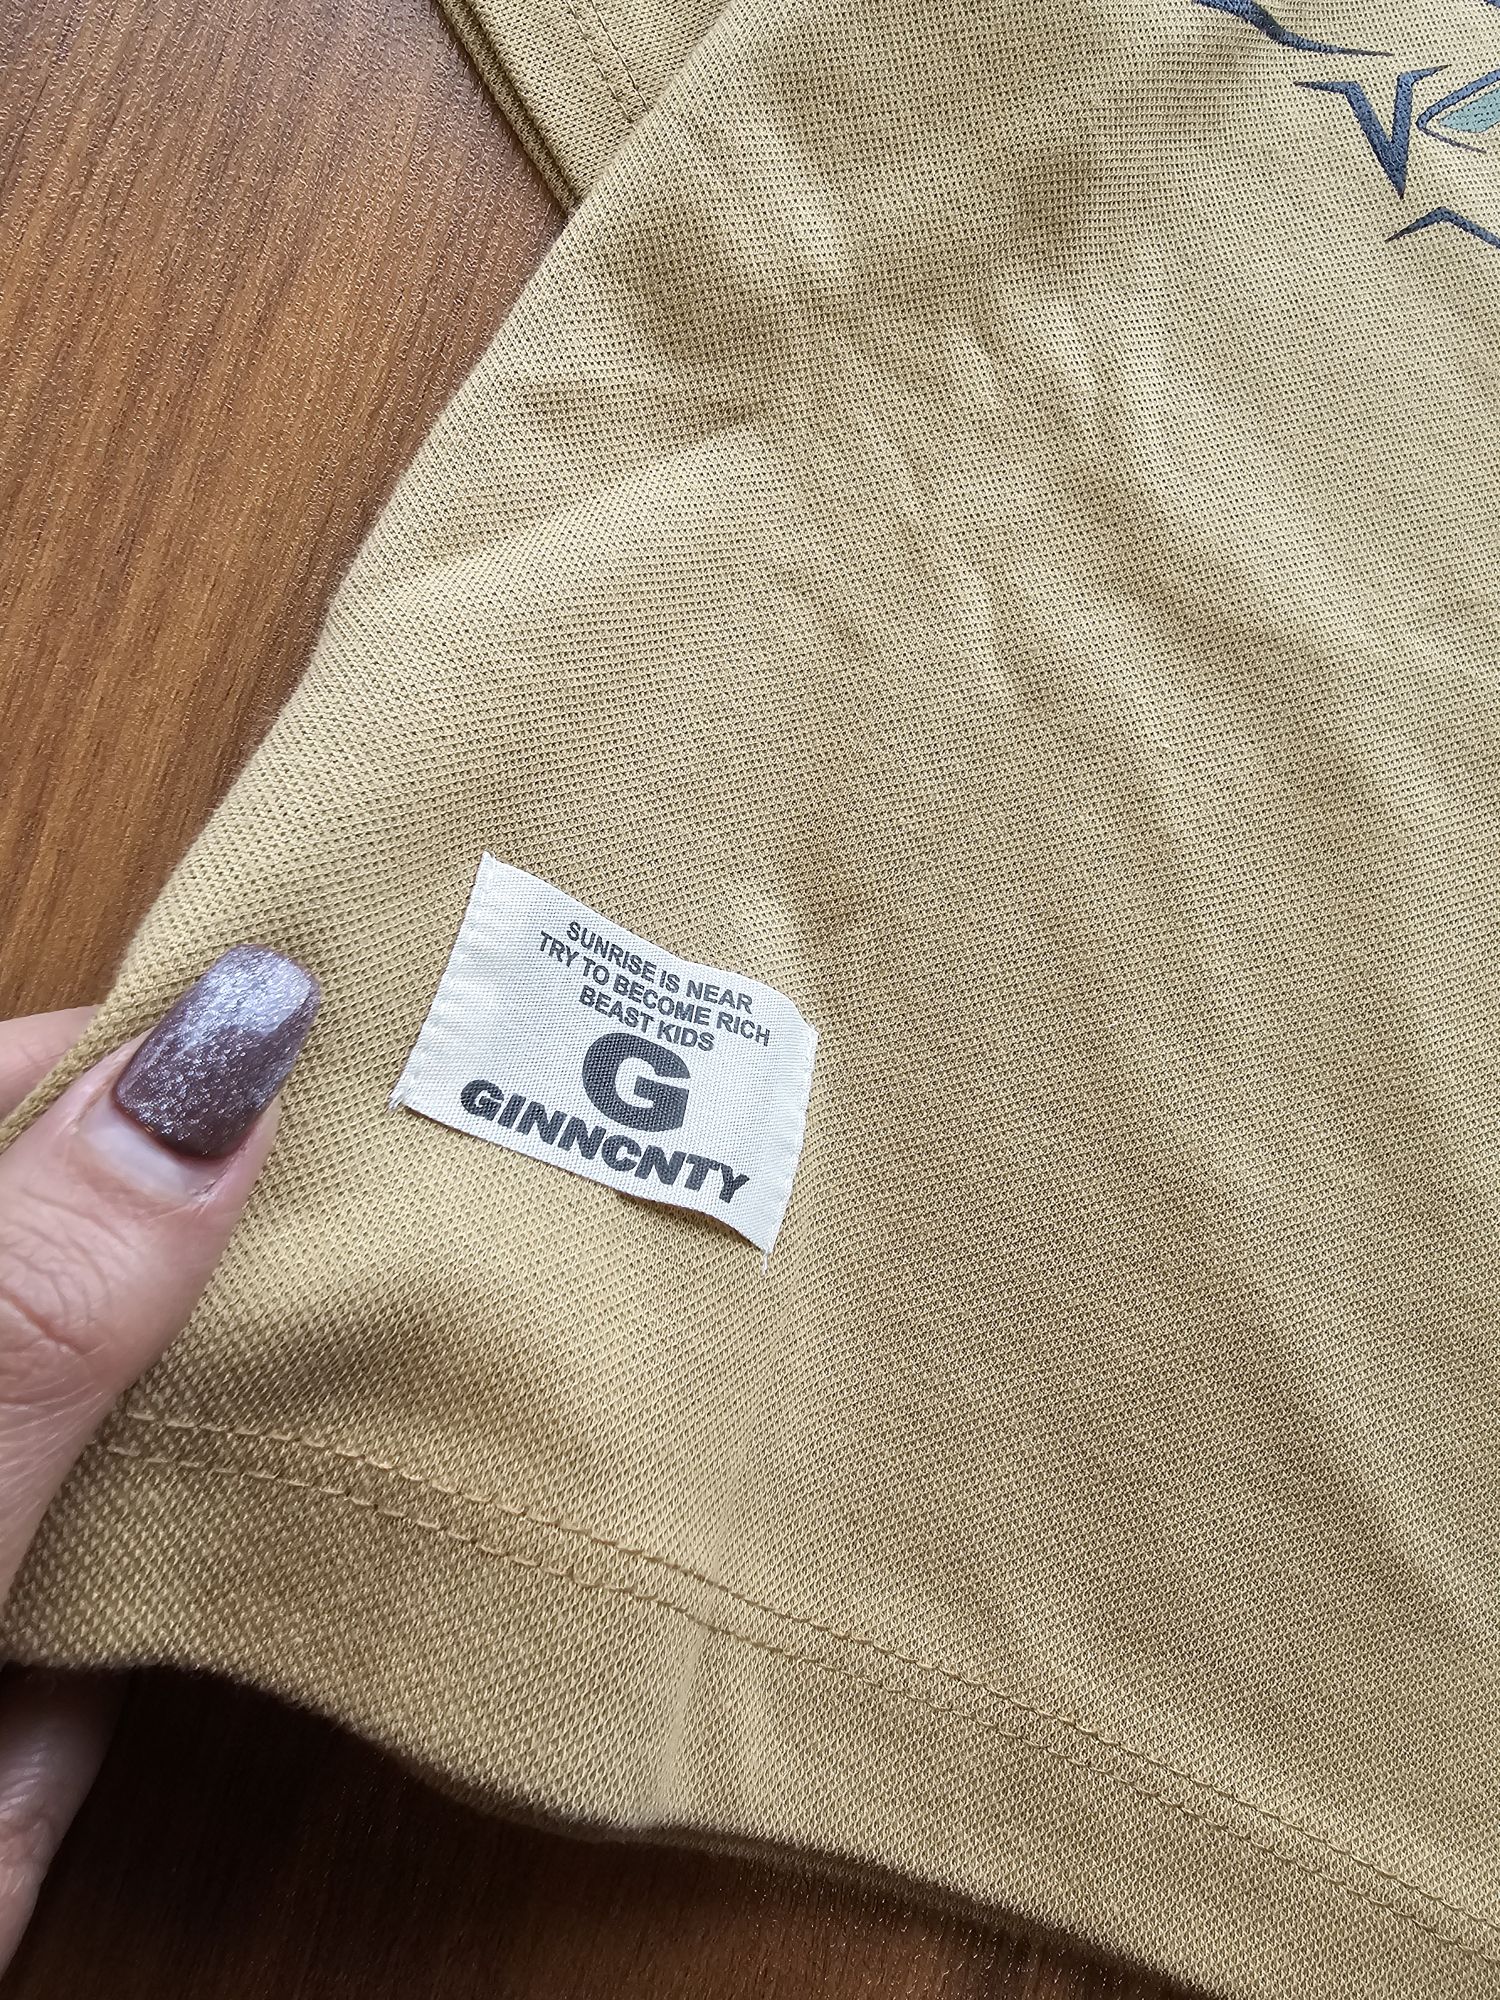 SUNRISE IS NEAR
TRY TO BECOME RICH
BEAST KIDS
G
GINNCNTY